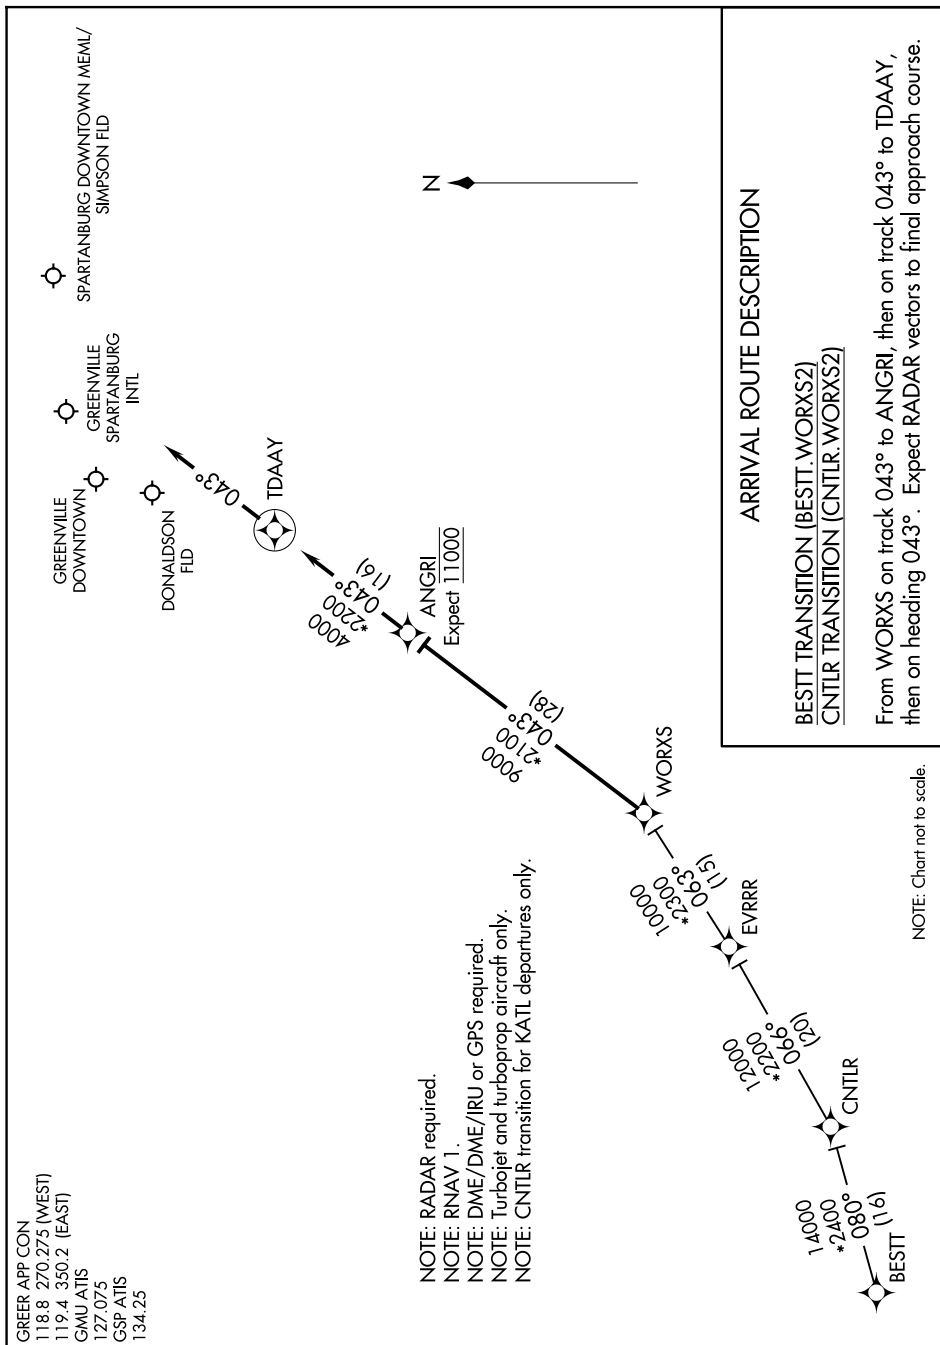 GREER APP CON
118.8 270.275 (WEST)
119.4 350.2 (EAST)
GMU ATIS
127.075
GSP ATIS
134.25
SPARTANBURG DOWNTOWN MEML/
SIMPSON FLD
GREENVILLE
SPARTANBURG
INTL
GREENVILLE
DOWNTOWN
DONALDSON
FLD
043°
TDAAY
4000
*2200
043°
(16)
ANGRI
Expect 11000
N
9000
*2100
043°
(28)
WORXS
10000
*2300
063°
(15)
EVRRR
12000
*2200
066°
(20)
CNTLR
14000
*2400
080°
(16)
BESTT
NOTE: RADAR required.
NOTE: RNAV 1.
NOTE: DME/DME/IRU or GPS required.
NOTE: Turbojet and turboprop aircraft only.
NOTE: CNTLR transition for KATL departures only.
ARRIVAL ROUTE DESCRIPTION
BESTT TRANSITION (BESTT.WORXS2)
CNTLR TRANSITION (CNTLR.WORXS2)
From WORXS on track 043° to ANGRI, then on track 043° to TDAAY,
then on heading 043°. Expect RADAR vectors to final approach course.
NOTE: Chart not to scale.